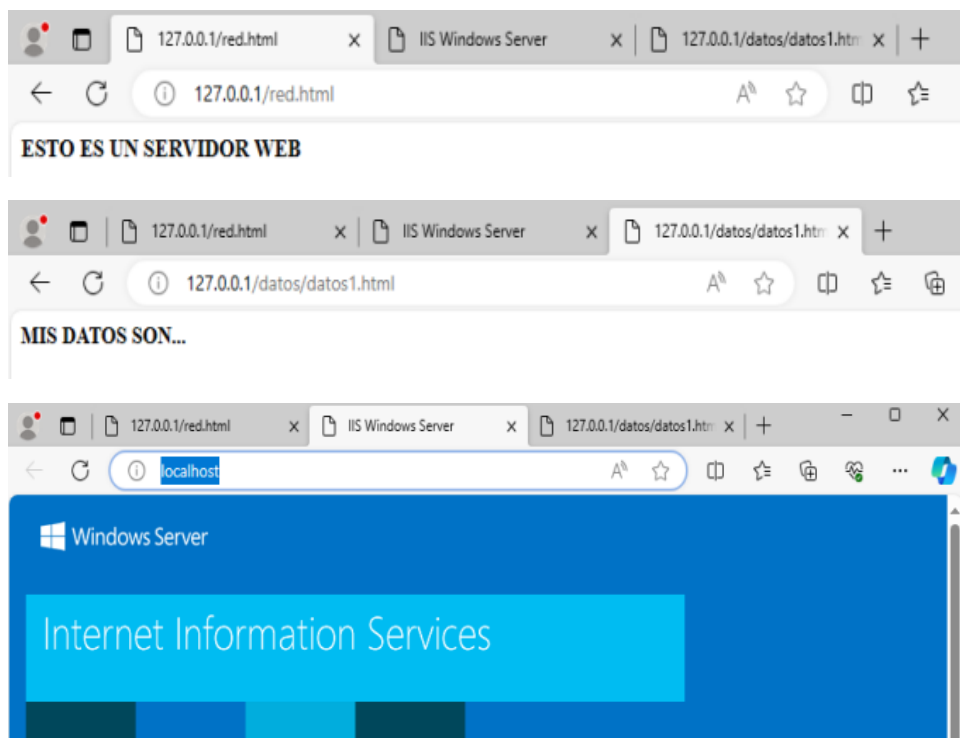 127.0.0.1/red.html
IIS Windows Server
127.0.0.1/datos/datos1.htm
127.0.0.1/red.html
ESTO ES UN SERVIDOR WEB
127.0.0.1/red.html
IIS Windows Server
127.0.0.1/datos/datos1.htm
127.0.0.1/datos/datos1.html
MIS DATOS SON...
127.0.0.1/red.html
IIS Windows Server
127.0.0.1/datos/datos1.htm
localhost
Windows Server
Internet Information Services